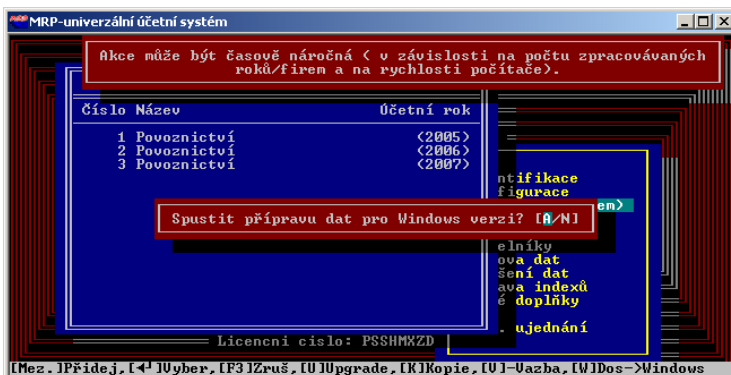 MRP-univerzální účetní systém
Akce může být časově náročná ( v závislosti na počtu zpracovávaných
roků/firem a na rychlosti počítače).
Číslo Název Účetní rok
1 Povoznictví (2005)
2 Povoznictví (2006)
3 Povoznictví (2007)
ntifikace
figurace
em)
Spustit přípravu dat pro Windows verzi? [A/N]
elníky
ova dat
šení dat
ava indexů
é doplňky
. ujednání
Licencni cislo: PSSHMXZD
[Mez.]Přidej,[◄┘]Vyber,[F3]Zruš,[U]Upgrade,[K]Kopie,[V]-Vazba,[W]Dos->Windows